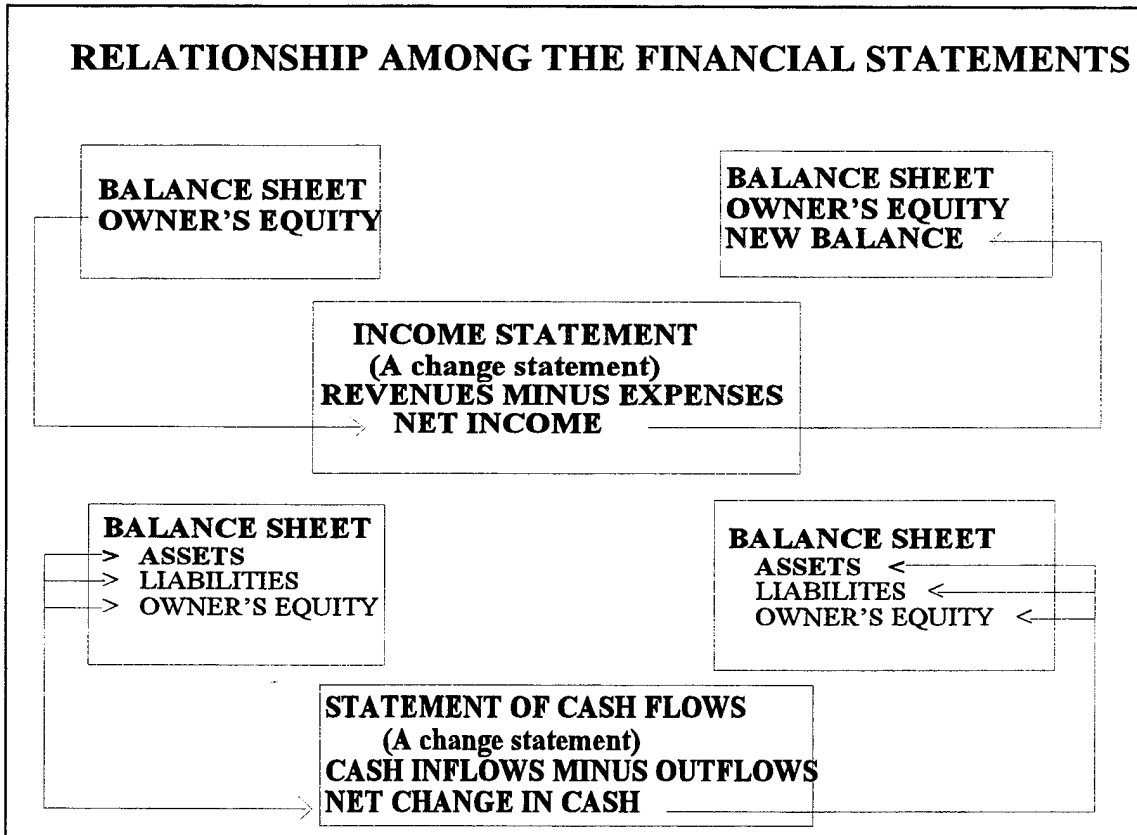 RELATIONSHIP AMONG THE FINANCIAL STATEMENTS
BALANCE SHEET
OWNER'S EQUITY
BALANCE SHEET
OWNER'S EQUITY
NEW BALANCE
INCOME STATEMENT
(A change statement)
REVENUES MINUS EXPENSES
NET INCOME
BALANCE SHEET
ASSETS
LIABILITIES
OWNER'S EQUITY
BALANCE SHEET
ASSETS
LIABILITES
OWNER'S EQUITY
STATEMENT OF CASH FLOWS
(A change statement)
CASH INFLOWS MINUS OUTFLOWS
NET CHANGE IN CASH